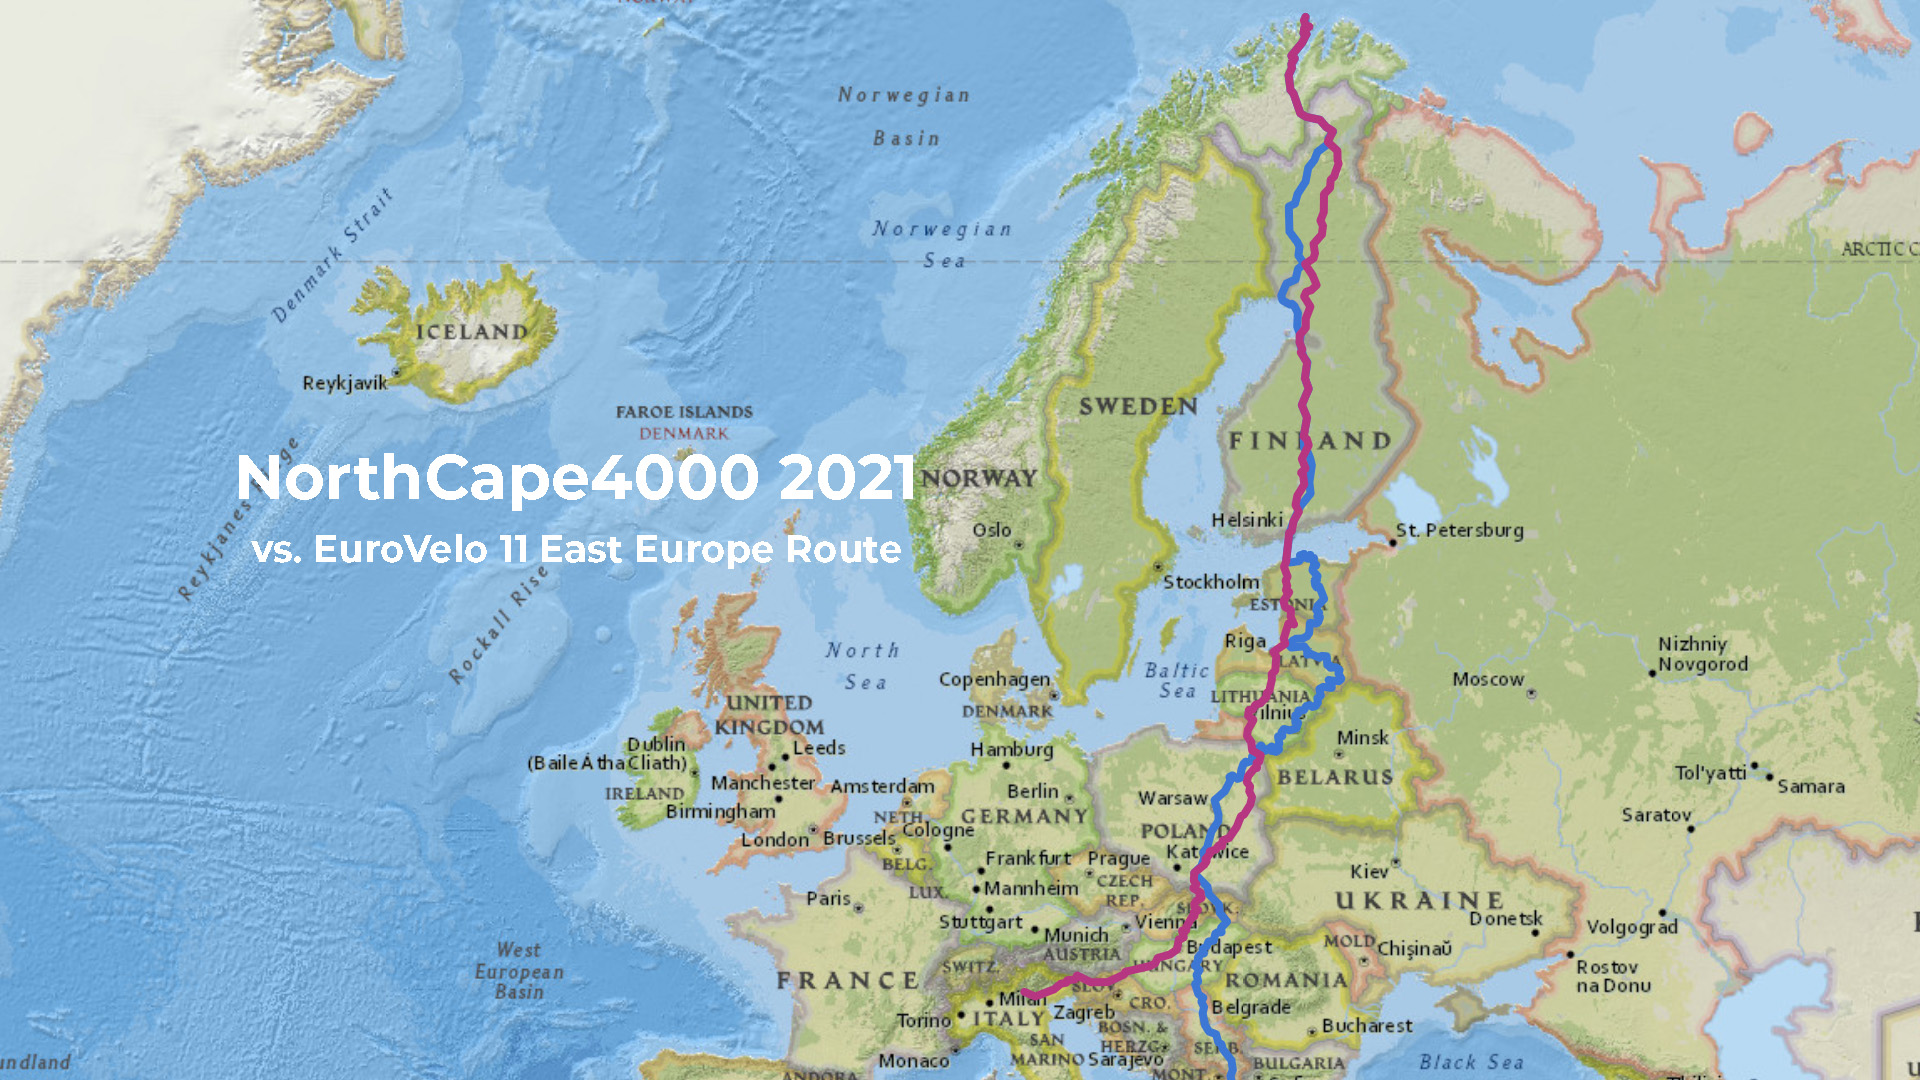 NORWAY
Norwegian
Basin
Denmark Strait
Norwegian
Sea
ARCTIC C
ICELAND
Reykjavík
FAROE ISLANDS
DENMARK
SWEDEN
FINLAND
NorthCape4000 2021
NORWAY
Reykjanes Ridge
Oslo
Helsinki
St. Petersburg
vs. EuroVelo 11 East Europe Route
Stockholm
ESTONIA
Rockall Rise
Riga
LATVIA
North
Sea
Baltic
Sea
Nizhniy
Novgorod
Moscow
Copenhagen
DENMARK
LITHUANIA
Vilnius
UNITED
KINGDOM
Dublin
(Baile Átha Cliath)
Leeds
Hamburg
Minsk
Manchester
Amsterdam
Berlin
BELARUS
Tol'yatti
Samara
IRELAND
Birmingham
NETH.
GERMANY
Warsaw
Saratov
London
Brussels
Cologne
POLAND
BELG.
Frankfurt
Prague
Katowice
Kiev
LUX.
Mannheim
CZECH
REP.
UKRAINE
Paris
Stuttgart
SLOVK.
Donetsk
Volgograd
Munich
Vienna
West
European
Basin
AUSTRIA
Budapest
MOLD.
Chişinaŭ
FRANCE
SWITZ.
HUNGARY
ROMANIA
Rostov
na Donu
SLOV.
Milan
CRO.
Belgrade
Torino
ITALY
Zagreb
BOSN. &
HERZG.
Bucharest
SAN
MARINO
Sarajevo
SERB.
Monaco
BULGARIA
Black Sea
undland
ANDORA
MONT.